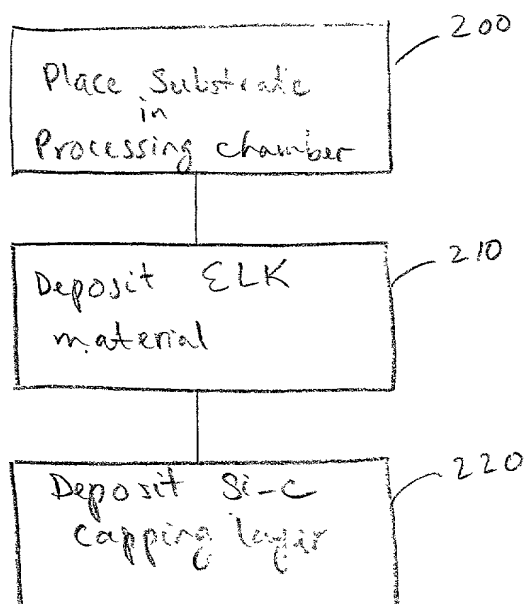 200
Place Substrate
in
Processing chamber
210
Deposit ELK
material
220
Deposit Si-C
capping layer